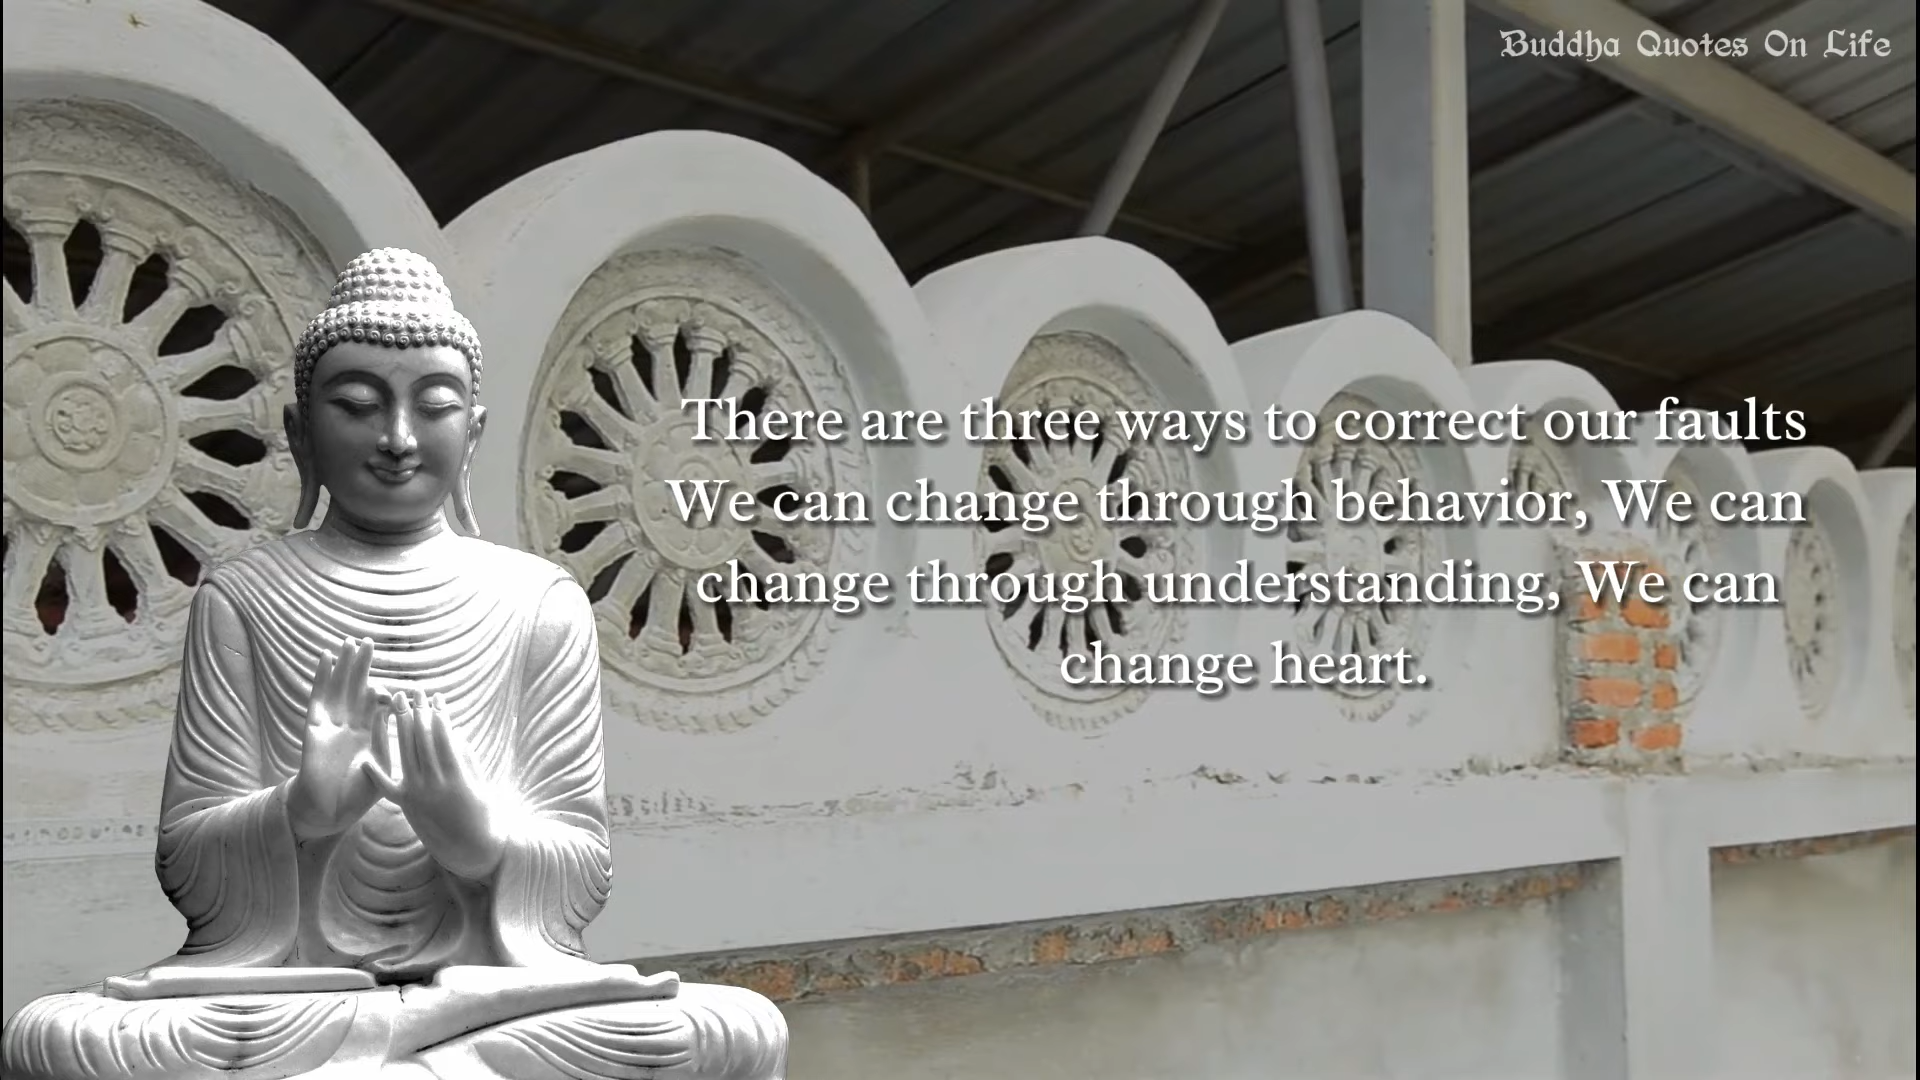 Buddha Quotes On Life
There are three ways to correct our faults
We can change through behavior, We can
change through understanding, We can
change heart.